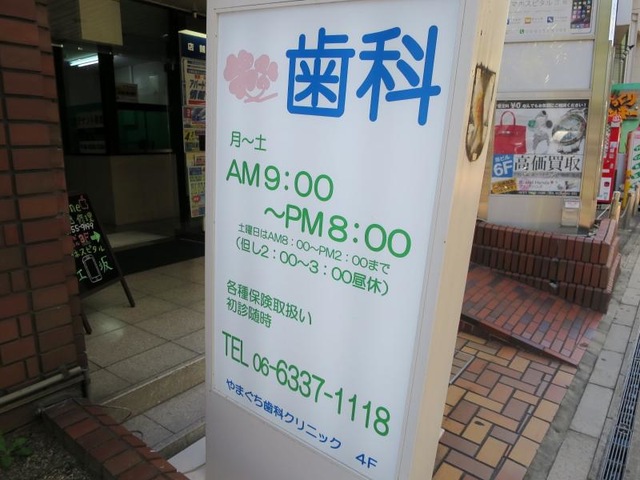 歯科
月～土
AM9:00
～PM8:00
土曜日はAM8:00～PM2:00まで
(但し2:00～3:00昼休)
各種保険取扱い
初診随時
TEL 06-6337-1118
やまぐち歯科クリニック 4F
高価買取
6F